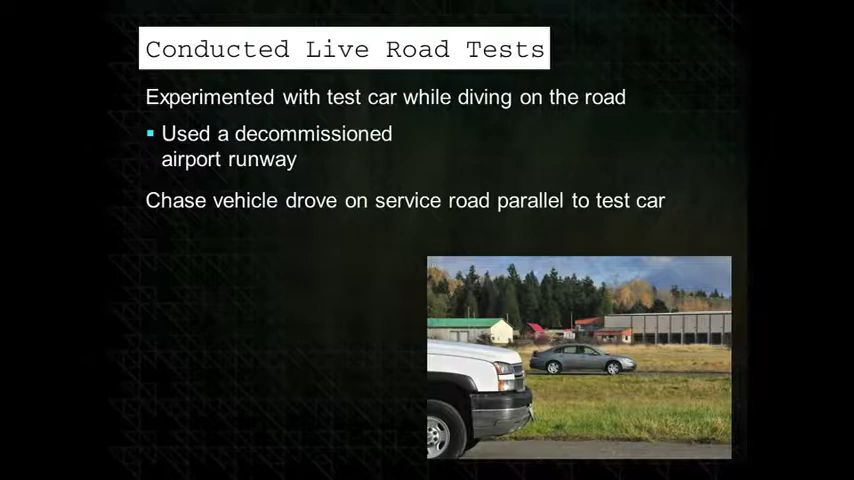 Conducted Live Road Tests
Experimented with test car while diving on the road
Used a decommissioned
airport runway
Chase vehicle drove on service road parallel to test car